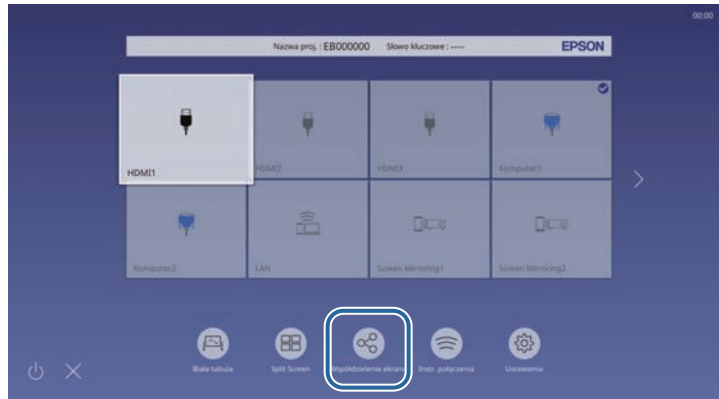 00:00
Nazwa proj. : EB000000 Słowo kluczowe : ---- EPSON
HDMI1 HDMI2 HDMI3 Komputer1
Komputer2 LAN Screen Mirroring1 Screen Mirroring2
Biała tabula Split Screen Współdzielenie ekranu Instr. połączenia Ustawienia